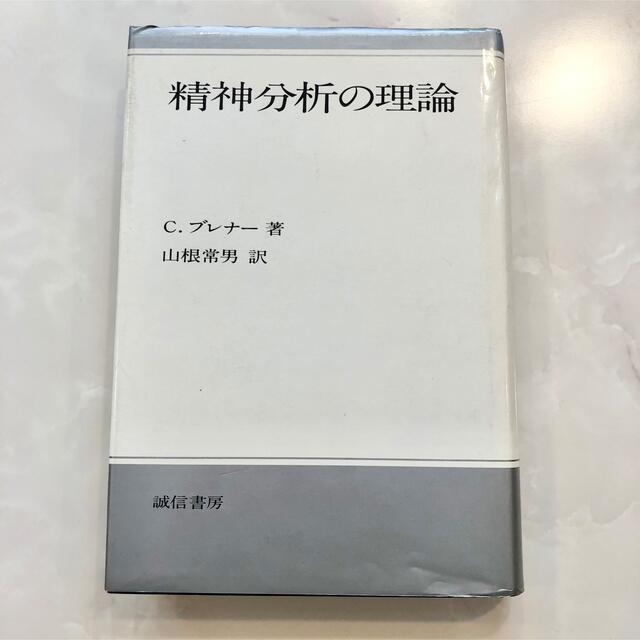 精神分析の理論
C. ブレナー 著
山根常男 訳
誠信書房